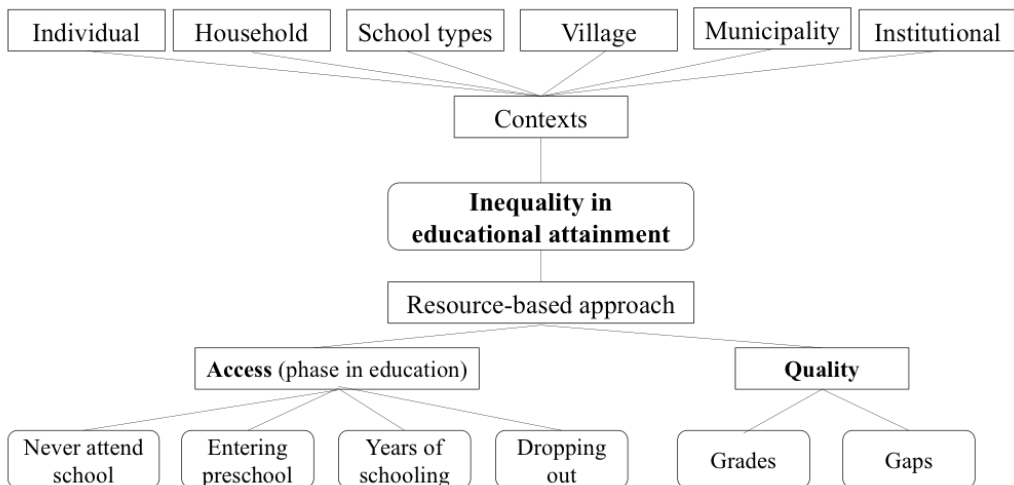 Individual
Household
School types
Village
Municipality
Institutional
Contexts
Inequality in
educational attainment
Resource-based approach
Access (phase in education)
Quality
Never attend
school
Entering
preschool
Years of
schooling
Dropping
out
Grades
Gaps